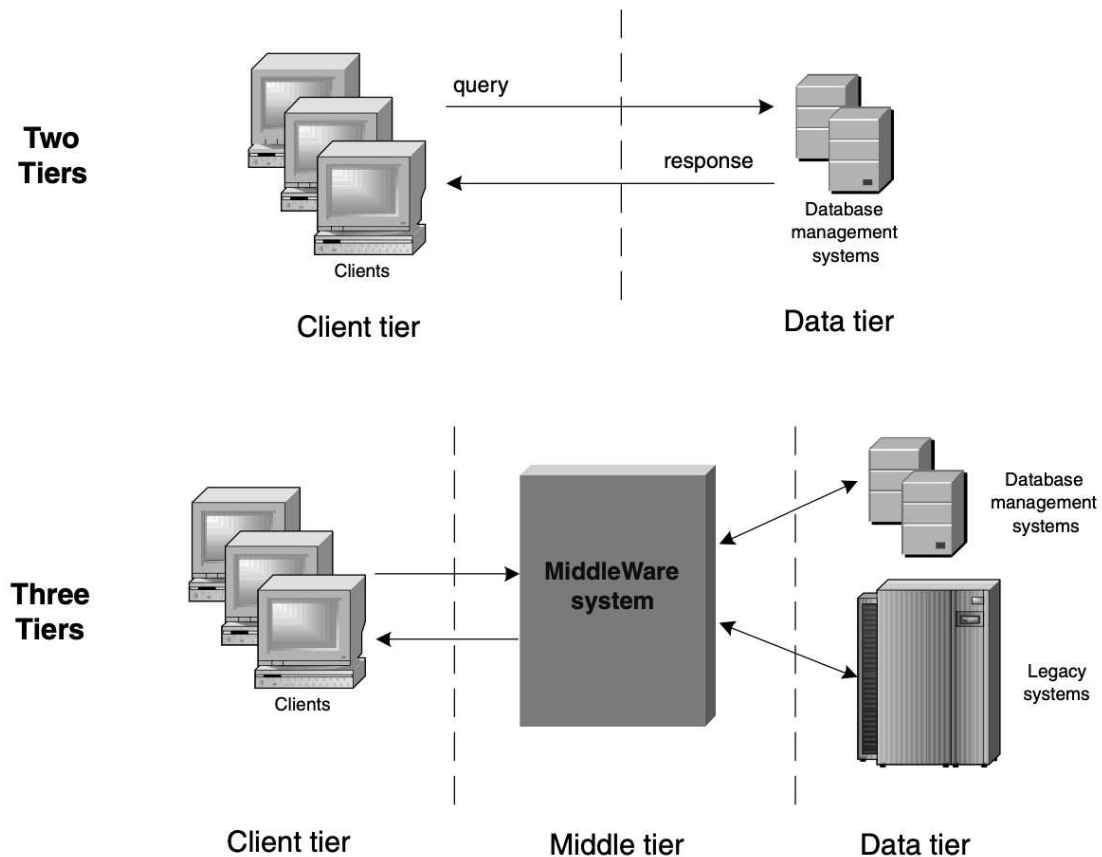 query
Two
Tiers
response
Database
management
systems
Clients
Client tier
Data tier
Database
management
systems
MiddleWare
system
Three
Tiers
Legacy
systems
Clients
Client tier
Middle tier
Data tier